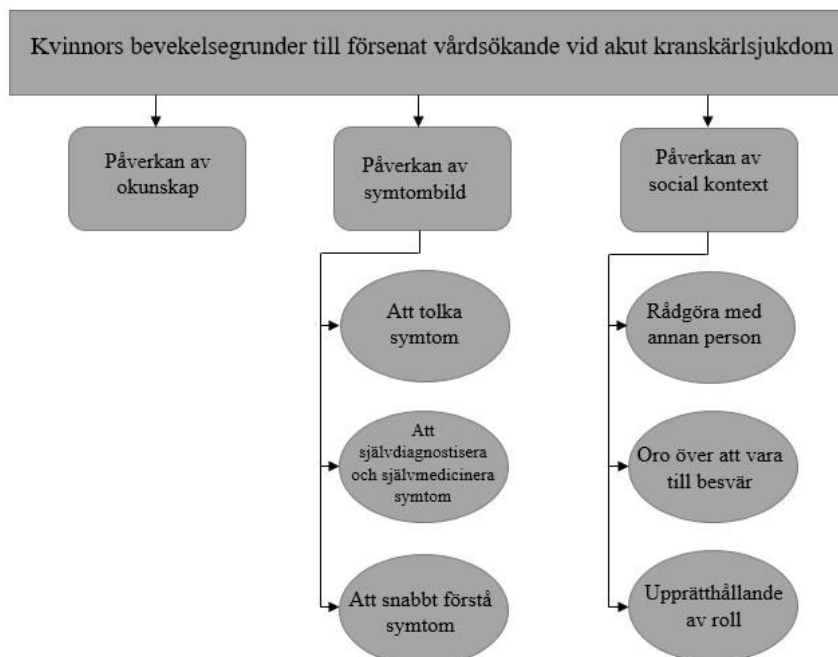 Kvinnors bevekelsegrunder till försenat vårdsökande vid akut kranskärlsjukdom
Påverkan av
okunskap
Påverkan av
symtombild
Påverkan av
social kontext
Att tolka
symtom
Rådgöra med
annan person
Att
självdiagnostisera
och självmedicinera
symtom
Oro över att vara
till besvär
Att snabbt förstå
symtom
Upprätthållande
av roll